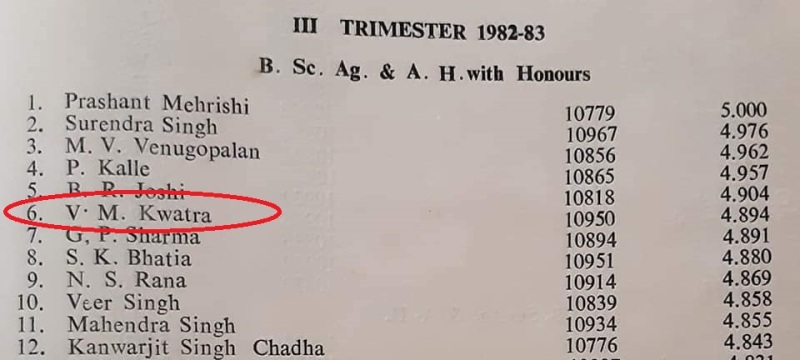 III TRIMESTER 1982-83
B. Sc. Ag. & A. H. with Honours
1. Prashant Mehrishi 10779 5.000
2. Surendra Singh 10967 4.976
3. M. V. Venugopalan 10856 4.962
4. P. Kalle 10865 4.957
5. B. R. Joshi 10818 4.904
6. V. M. Kwatra 10950 4.894
7. G, P. Sharma 10894 4.891
8. S. K. Bhatia 10951 4.880
9. N. S. Rana 10914 4.869
10. Veer Singh 10839 4.858
11. Mahendra Singh 10934 4.855
12. Kanwarjit Singh Chadha 10776 4.843
4.831